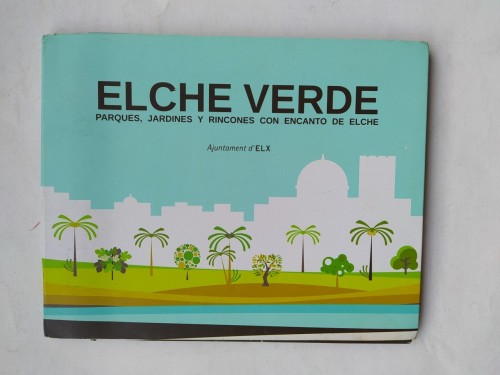 ELCHE VERDE
PARQUES, JARDINES Y RINCONES CON ENCANTO DE ELCHE
Ajuntament d'ELX